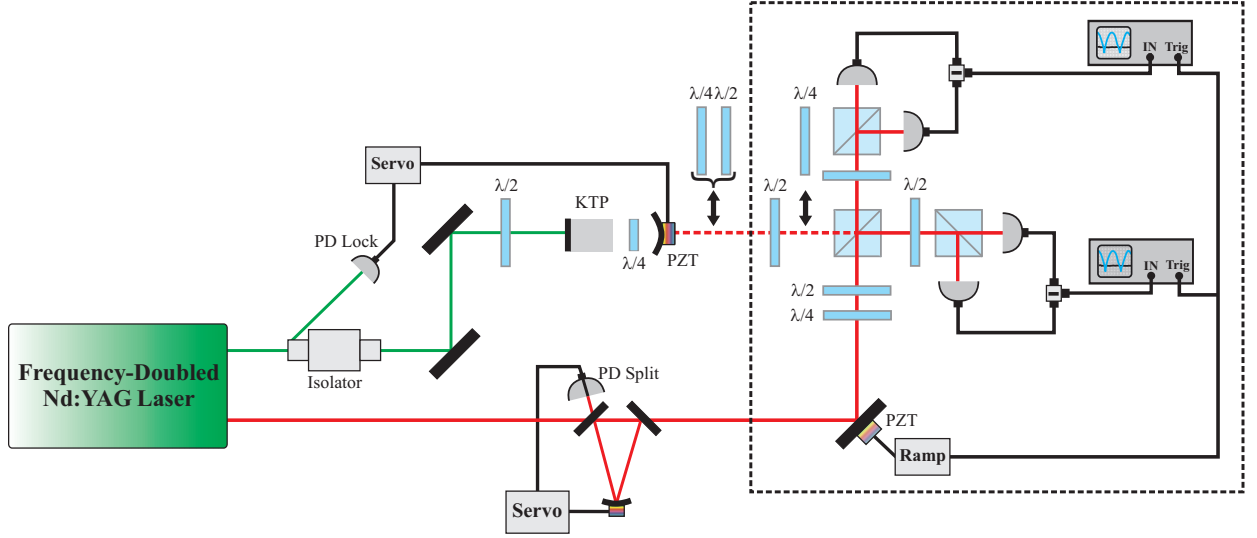 IN Trig
λ/4 λ/2
λ/4
Servo
λ/2
KTP
λ/2
λ/2
PD Lock
λ/4
PZT
IN Trig
λ/2
λ/4
Frequency-Doubled
Nd:YAG Laser
Isolator
PD Split
PZT
Ramp
Servo